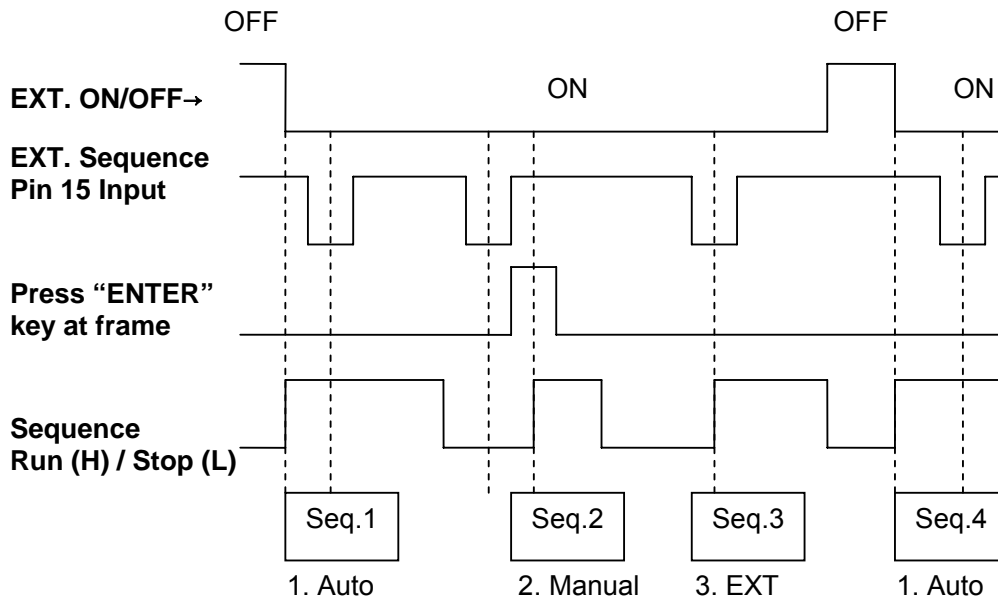 OFF OFF
EXT. ON/OFF→ ON ON
EXT. Sequence
Pin 15 Input
Press “ENTER”
key at frame
Sequence
Run (H) / Stop (L)
Seq.1 Seq.2 Seq.3 Seq.4
1. Auto 2. Manual 3. EXT 1. Auto